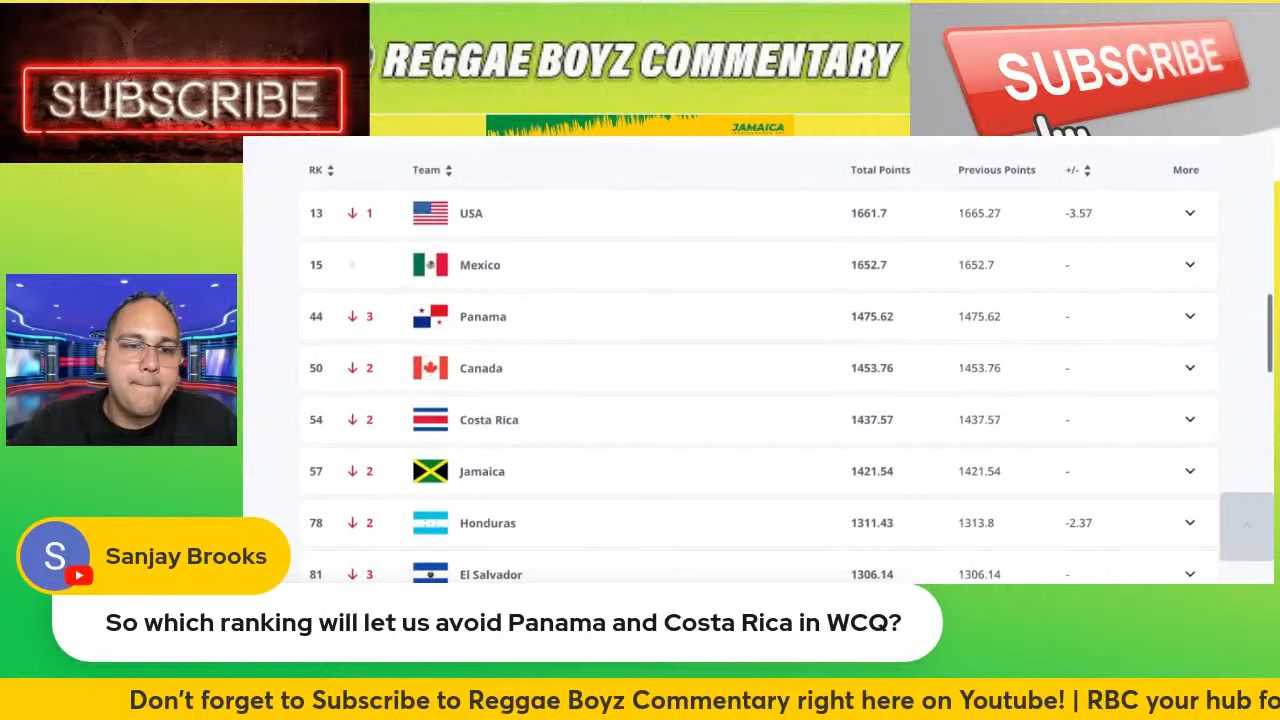 SUBSCRIBE
REGGAE BOYZ COMMENTARY
SUBSCRIBE
JAMAICA
RK Team Total Points Previous Points +/- More
13 1 USA 1661.7 1665.27 -3.57
15 Mexico 1652.7 1652.7 -
44 3 Panama 1475.62 1475.62 -
50 2 Canada 1453.76 1453.76 -
54 2 Costa Rica 1437.57 1437.57 -
57 2 Jamaica 1421.54 1421.54 -
78 2 Honduras 1311.43 1313.8 -2.37
81 3 El Salvador 1306.14 1306.14 -
S Sanjay Brooks
So which ranking will let us avoid Panama and Costa Rica in WCQ?
Don't forget to Subscribe to Reggae Boyz Commentary right here on Youtube! | RBC your hub fo